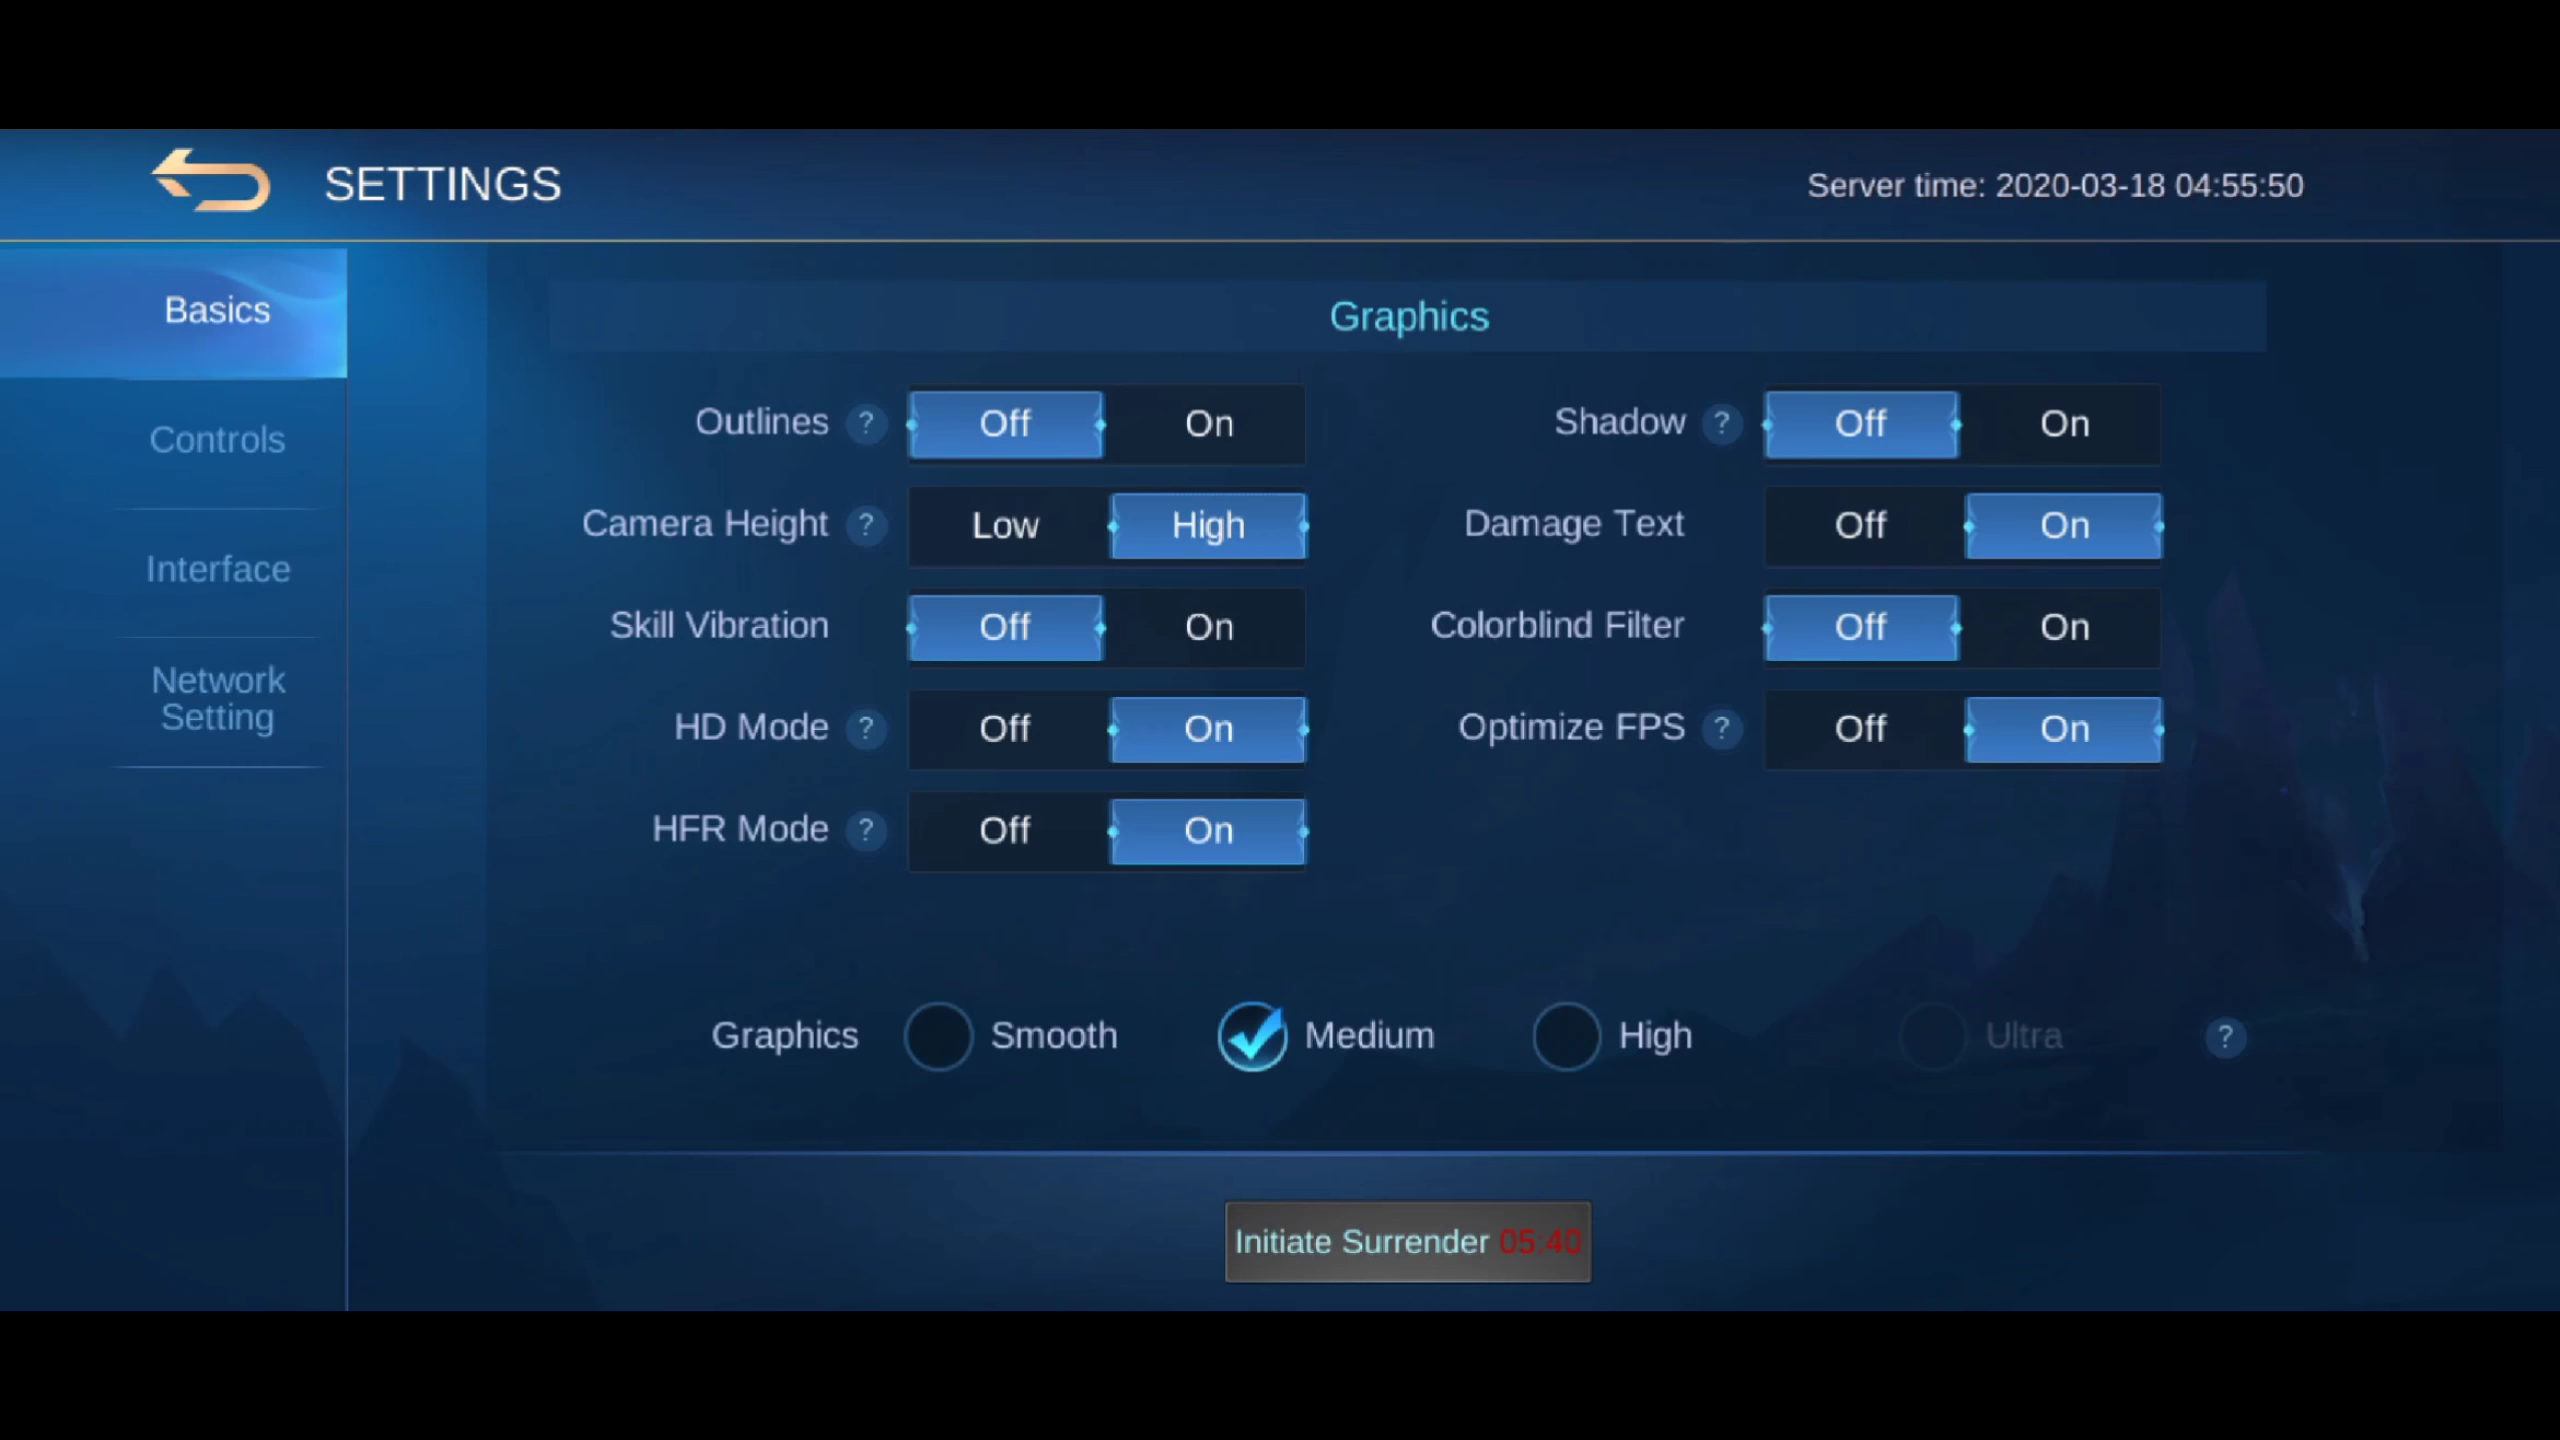 SETTINGS
Server time: 2020-03-18 04:55:50
Basics
Controls
Interface
Network
Setting
Graphics
Outlines ? Off On
Shadow ? Off On
Camera Height ? Low High
Damage Text Off On
Skill Vibration Off On
Colorblind Filter Off On
HD Mode ? Off On
Optimize FPS ? Off On
HFR Mode ? Off On
Graphics Smooth Medium High Ultra ?
Initiate Surrender 05:40